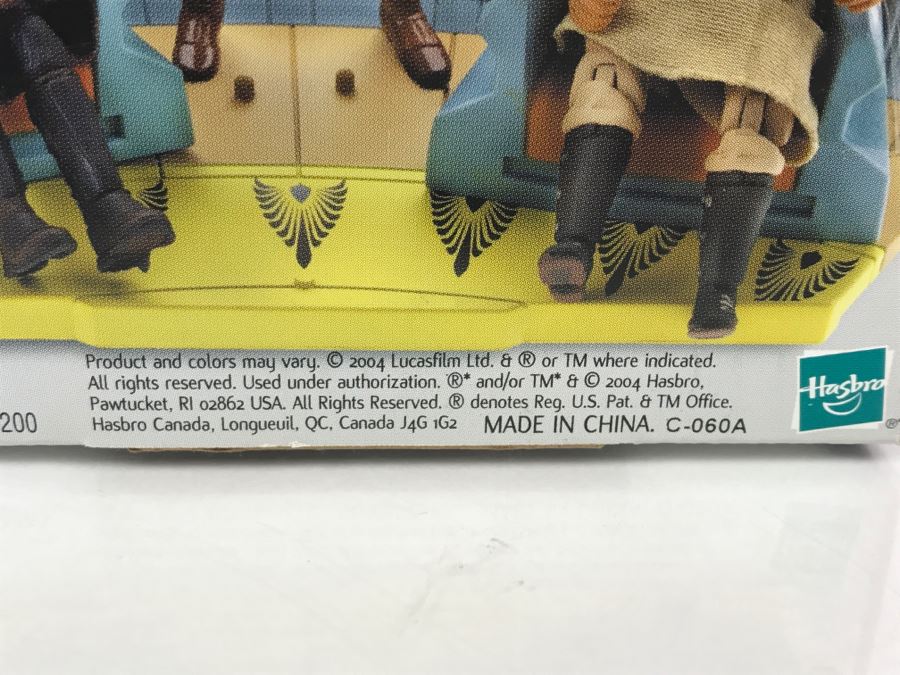 Product and colors may vary. © 2004 Lucasfilm Ltd. & ® or TM where indicated.
All rights reserved. Used under authorization. ®* and/or TM* & © 2004 Hasbro,
Pawtucket, RI 02862 USA. All Rights Reserved. ® denotes Reg. U.S. Pat. & TM Office.
200 Hasbro Canada, Longueuil, QC, Canada J4G 1G2 MADE IN CHINA. C-060A
Hasbro ®